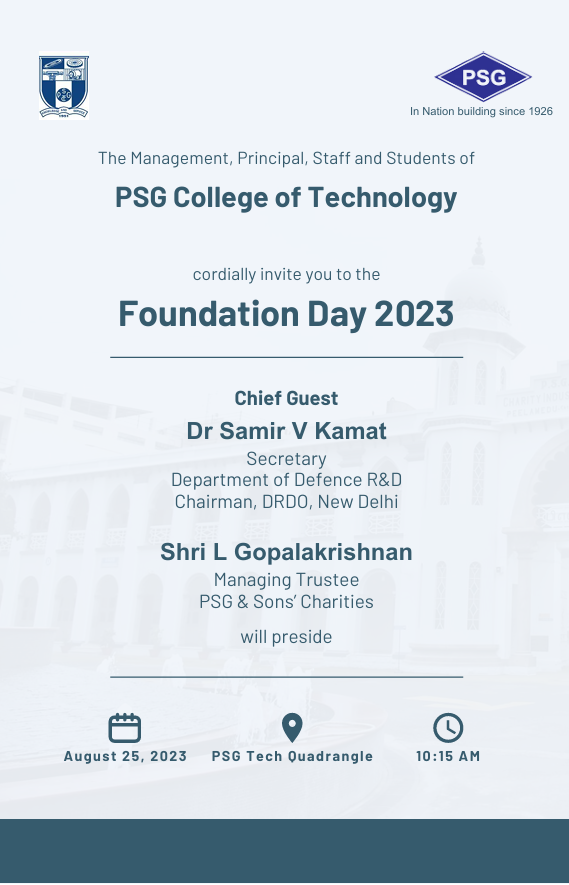 PSG
In Nation building since 1926
The Management, Principal, Staff and Students of
PSG College of Technology
cordially invite you to the
Foundation Day 2023
Chief Guest
Dr Samir V Kamat
Secretary
Department of Defence R&D
Chairman, DRDO, New Delhi
Shri L Gopalakrishnan
Managing Trustee
PSG & Sons’ Charities
will preside
August 25, 2023
PSG Tech Quadrangle
10:15 AM